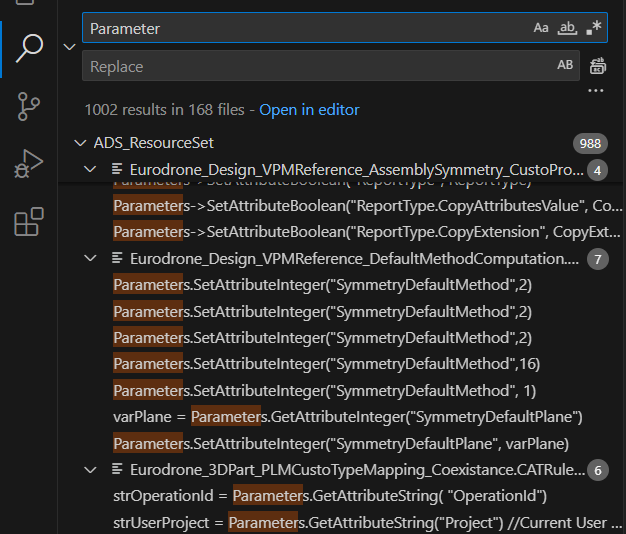 Parameter
Aa ab .*
Replace
AB
1002 results in 168 files - Open in editor
ADS_ResourceSet 988
Eurodrone_Design_VPMReference_AssemblySymmetry_CustoPro... 4
Parameters->SetAttributeBoolean("ReportType", ReportType)
Parameters->SetAttributeBoolean("ReportType.CopyAttributesValue", Co...
Parameters->SetAttributeBoolean("ReportType.CopyExtension", CopyExt...
Eurodrone_Design_VPMReference_DefaultMethodComputation.... 7
Parameters.SetAttributeInteger("SymmetryDefaultMethod",2)
Parameters.SetAttributeInteger("SymmetryDefaultMethod",2)
Parameters.SetAttributeInteger("SymmetryDefaultMethod",2)
Parameters.SetAttributeInteger("SymmetryDefaultMethod",16)
Parameters.SetAttributeInteger("SymmetryDefaultMethod", 1)
varPlane = Parameters.GetAttributeInteger("SymmetryDefaultPlane")
Parameters.SetAttributeInteger("SymmetryDefaultPlane", varPlane)
Eurodrone_3DPart_PLMCustoTypeMapping_Coexistance.CATRule... 6
strOperationId = Parameters.GetAttributeString( "OperationId")
strUserProject = Parameters.GetAttributeString("Project") //Current User ...